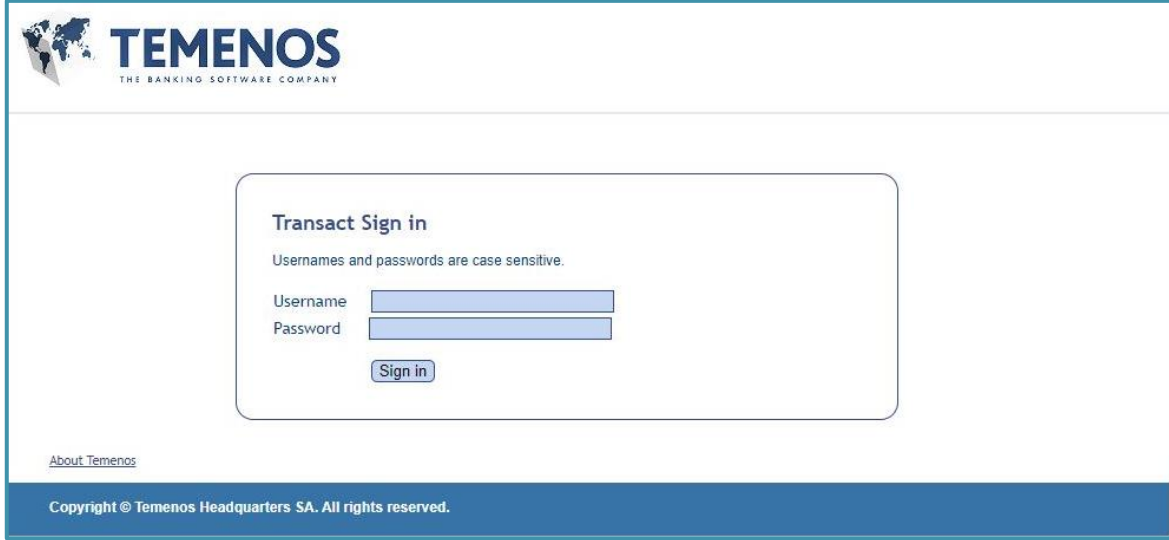 TEMENOS
THE BANKING SOFTWARE COMPANY
Transact Sign in
Usernames and passwords are case sensitive.
Username
Password
Sign in
About Temenos
Copyright © Temenos Headquarters SA. All rights reserved.